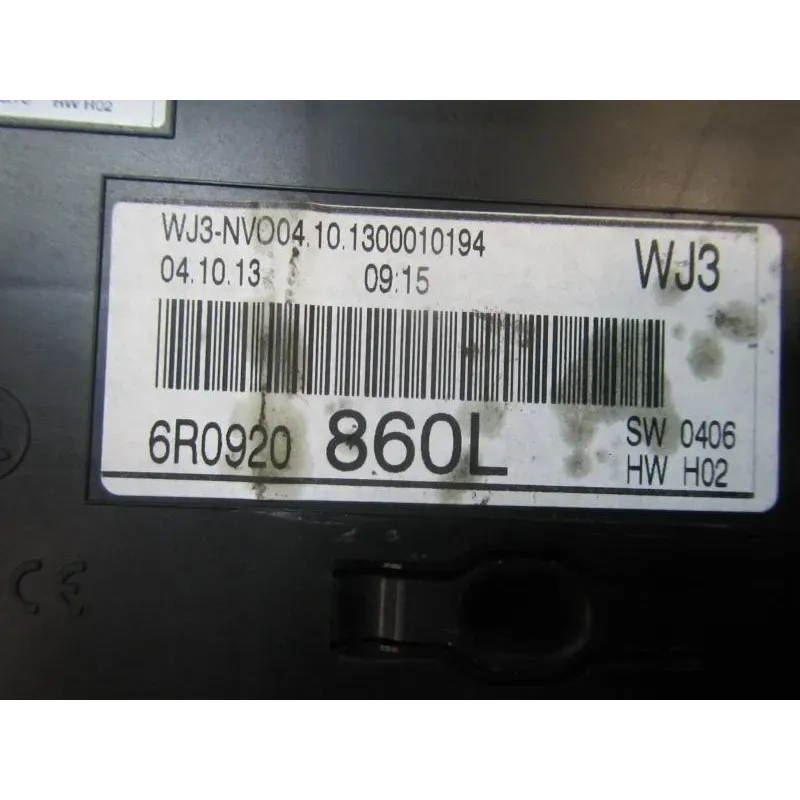 HW H02
WJ3-NVO04.10.1300010194
WJ3
04.10.13 09:15
6R0920 860L
SW 0406
HW H02
CE